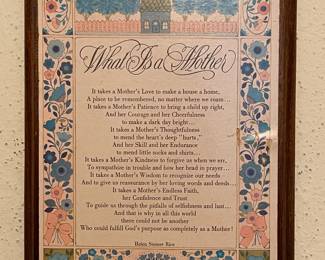 What Is a Mother
It takes a Mother's Love to make a house a home,
A place to be remembered, no matter where we roam...
It takes a Mother's Patience to bring a child up right,
And her Courage and her Cheerfulness
to make a dark day bright...
It takes a Mother's Thoughtfulness
to mend the heart's deep "hurts,"
And her Skill and her Endurance
to mend little socks and shirts...
It takes a Mother's Kindness to forgive us when we err,
To sympathize in trouble and bow her head in prayer...
It takes a Mother's Wisdom to recognize our needs
And to give us reassurance by her loving words and deeds...
It takes a Mother's Endless Faith,
her Confidence and Trust
To guide us through the pitfalls of selfishness and lust...
And that is why in all this world
there could not be another
Who could fulfill God's purpose as completely as a Mother!
Helen Steiner Rice